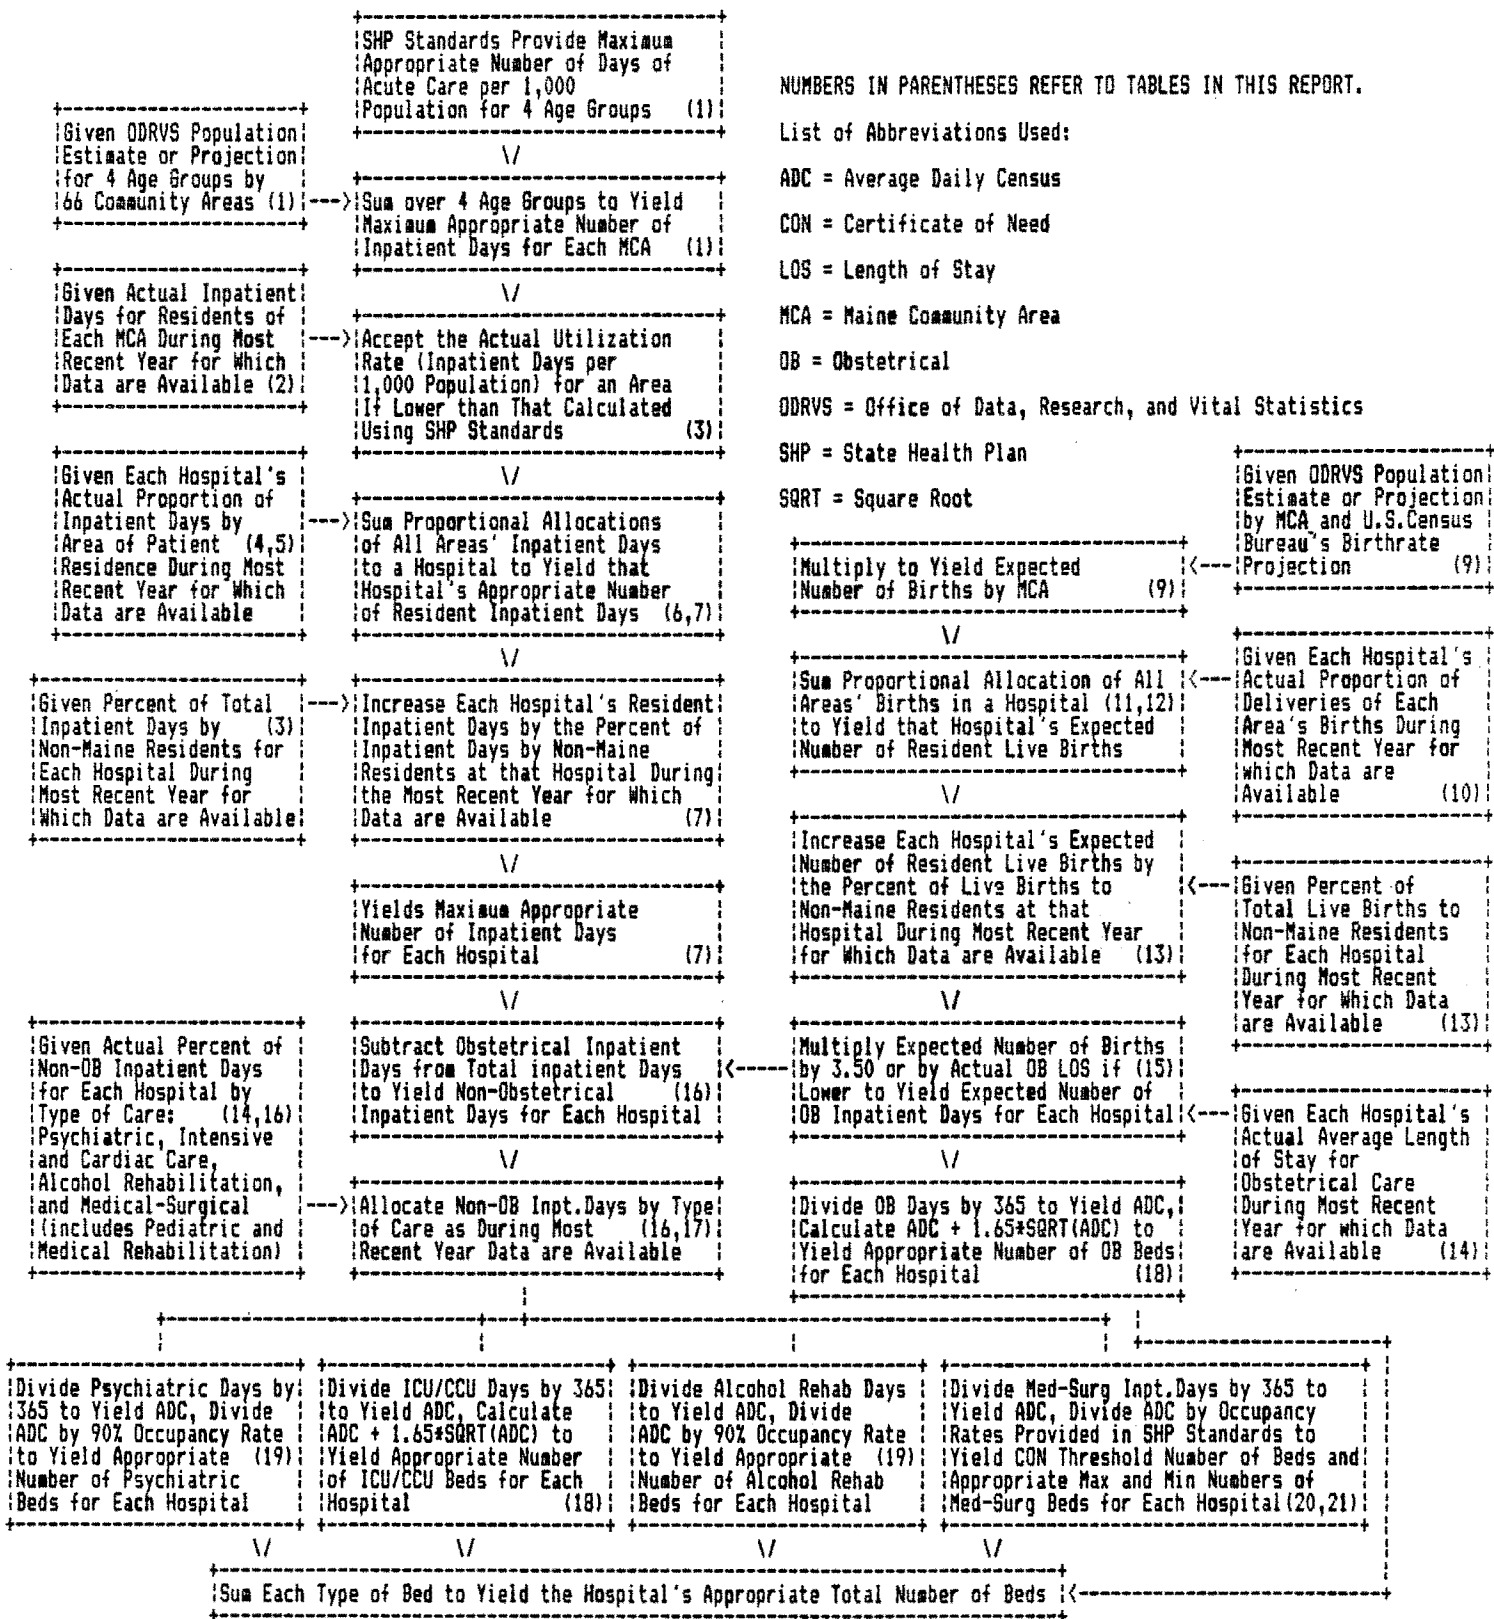 SHP Standards Provide Maximum
Appropriate Number of Days of
Acute Care per 1,000
Population for 4 Age Groups (1)
NUMBERS IN PARENTHESES REFER TO TABLES IN THIS REPORT.
List of Abbreviations Used:
ADC = Average Daily Census
CON = Certificate of Need
LOS = Length of Stay
MCA = Maine Community Area
OB = Obstetrical
ODRVS = Office of Data, Research, and Vital Statistics
SHP = State Health Plan
SQRT = Square Root
Given ODRVS Population
Estimate or Projection
for 4 Age Groups by
66 Community Areas (1)
Sum over 4 Age Groups to Yield
Maximum Appropriate Number of
Inpatient Days for Each MCA (1)
Given Actual Inpatient
Days for Residents of
Each MCA During Most
Recent Year for Which
Data are Available (2)
Accept the Actual Utilization
Rate (Inpatient Days per
1,000 Population) for an Area
If Lower than That Calculated
Using SHP Standards (3)
Given Each Hospital's
Actual Proportion of
Inpatient Days by
Area of Patient (4,5)
Residence During Most
Recent Year for Which
Data are Available
Sum Proportional Allocations
of All Areas' Inpatient Days
to a Hospital to Yield that
Hospital's Appropriate Number
of Resident Inpatient Days (6,7)
Given Percent of Total
Inpatient Days by (3)
Non-Maine Residents for
Each Hospital During
Most Recent Year for
Which Data are Available
Increase Each Hospital's Resident
Inpatient Days by the Percent of
Inpatient Days by Non-Maine
Residents at that Hospital During
the Most Recent Year for Which
Data are Available (7)
Yields Maximum Appropriate
Number of Inpatient Days
for Each Hospital (7)
Given ODRVS Population
Estimate or Projection
by MCA and U.S.Census
Bureau's Birthrate
Projection (9)
Multiply to Yield Expected
Number of Births by MCA (9)
Given Each Hospital's
Actual Proportion of
Deliveries of Each
Area's Births During
Most Recent Year for
which Data are
Available (10)
Sum Proportional Allocation of All
Areas' Births in a Hospital (11,12)
to Yield that Hospital's Expected
Number of Resident Live Births
Increase Each Hospital's Expected
Number of Resident Live Births by
the Percent of Live Births to
Non-Maine Residents at that
Hospital During Most Recent Year
for Which Data are Available (13)
Given Percent of
Total Live Births to
Non-Maine Residents
for Each Hospital
During Most Recent
Year for Which Data
are Available (13)
Given Actual Percent of
Non-OB Inpatient Days
for Each Hospital by
Type of Care: (14,16)
Psychiatric, Intensive
and Cardiac Care,
Alcohol Rehabilitation,
and Medical-Surgical
(includes Pediatric and
Medical Rehabilitation)
Subtract Obstetrical Inpatient
Days from Total inpatient Days
to Yield Non-Obstetrical (16)
Inpatient Days for Each Hospital
Multiply Expected Number of Births
by 3.50 or by Actual OB LOS if (15)
Lower to Yield Expected Number of
OB Inpatient Days for Each Hospital
Given Each Hospital's
Actual Average Length
of Stay for
Obstetrical Care
During Most Recent
Year for which Data
are Available (14)
Allocate Non-OB Inpt.Days by Type
of Care as During Most (16,17)
Recent Year Data are Available
Divide OB Days by 365 to Yield ADC,
Calculate ADC + 1.65*SQRT(ADC) to
Yield Appropriate Number of OB Beds
for Each Hospital (18)
Divide Psychiatric Days by
365 to Yield ADC, Divide
ADC by 90% Occupancy Rate
to Yield Appropriate (19)
Number of Psychiatric
Beds for Each Hospital
Divide ICU/CCU Days by 365
to Yield ADC, Calculate
ADC + 1.65*SQRT(ADC) to
Yield Appropriate Number
of ICU/CCU Beds for Each
Hospital (18)
Divide Alcohol Rehab Days
to Yield ADC, Divide
ADC by 90% Occupancy Rate
to Yield Appropriate (19)
Number of Alcohol Rehab
Beds for Each Hospital
Divide Med-Surg Inpt.Days by 365 to
Yield ADC, Divide ADC by Occupancy
Rates Provided in SHP Standards to
Yield CON Threshold Number of Beds and
Appropriate Max and Min Numbers of
Med-Surg Beds for Each Hospital(20,21)
Sum Each Type of Bed to Yield the Hospital's Appropriate Total Number of Beds